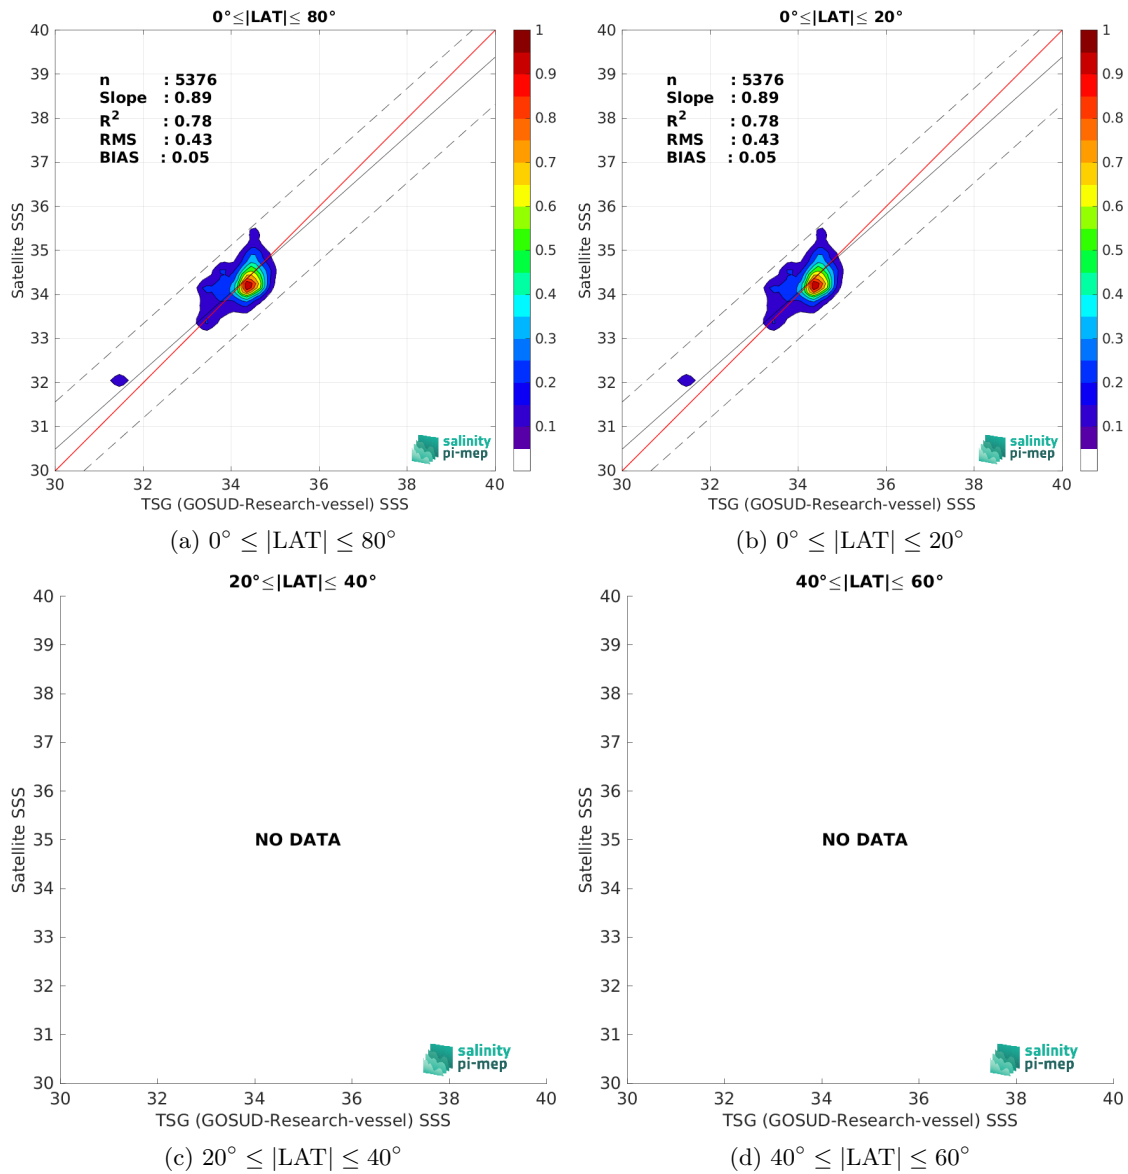 0°≤|LAT|≤ 80°
40
39
38
37
36
35
34
33
32
31
30
Satellite SSS
n : 5376
Slope : 0.89
R² : 0.78
RMS : 0.43
BIAS : 0.05
salinity
pi-mep
30 32 34 36 38 40
TSG (GOSUD-Research-vessel) SSS
1
0.9
0.8
0.7
0.6
0.5
0.4
0.3
0.2
0.1
(a) 0° ≤ |LAT| ≤ 80°
0°≤|LAT|≤ 20°
40
39
38
37
36
35
34
33
32
31
30
Satellite SSS
n : 5376
Slope : 0.89
R² : 0.78
RMS : 0.43
BIAS : 0.05
salinity
pi-mep
30 32 34 36 38 40
TSG (GOSUD-Research-vessel) SSS
1
0.9
0.8
0.7
0.6
0.5
0.4
0.3
0.2
0.1
(b) 0° ≤ |LAT| ≤ 20°
20°≤|LAT|≤ 40°
40
39
38
37
36
35
34
33
32
31
30
Satellite SSS
NO DATA
salinity
pi-mep
30 32 34 36 38 40
TSG (GOSUD-Research-vessel) SSS
(c) 20° ≤ |LAT| ≤ 40°
40°≤|LAT|≤ 60°
40
39
38
37
36
35
34
33
32
31
30
Satellite SSS
NO DATA
salinity
pi-mep
30 32 34 36 38 40
TSG (GOSUD-Research-vessel) SSS
(d) 40° ≤ |LAT| ≤ 60°